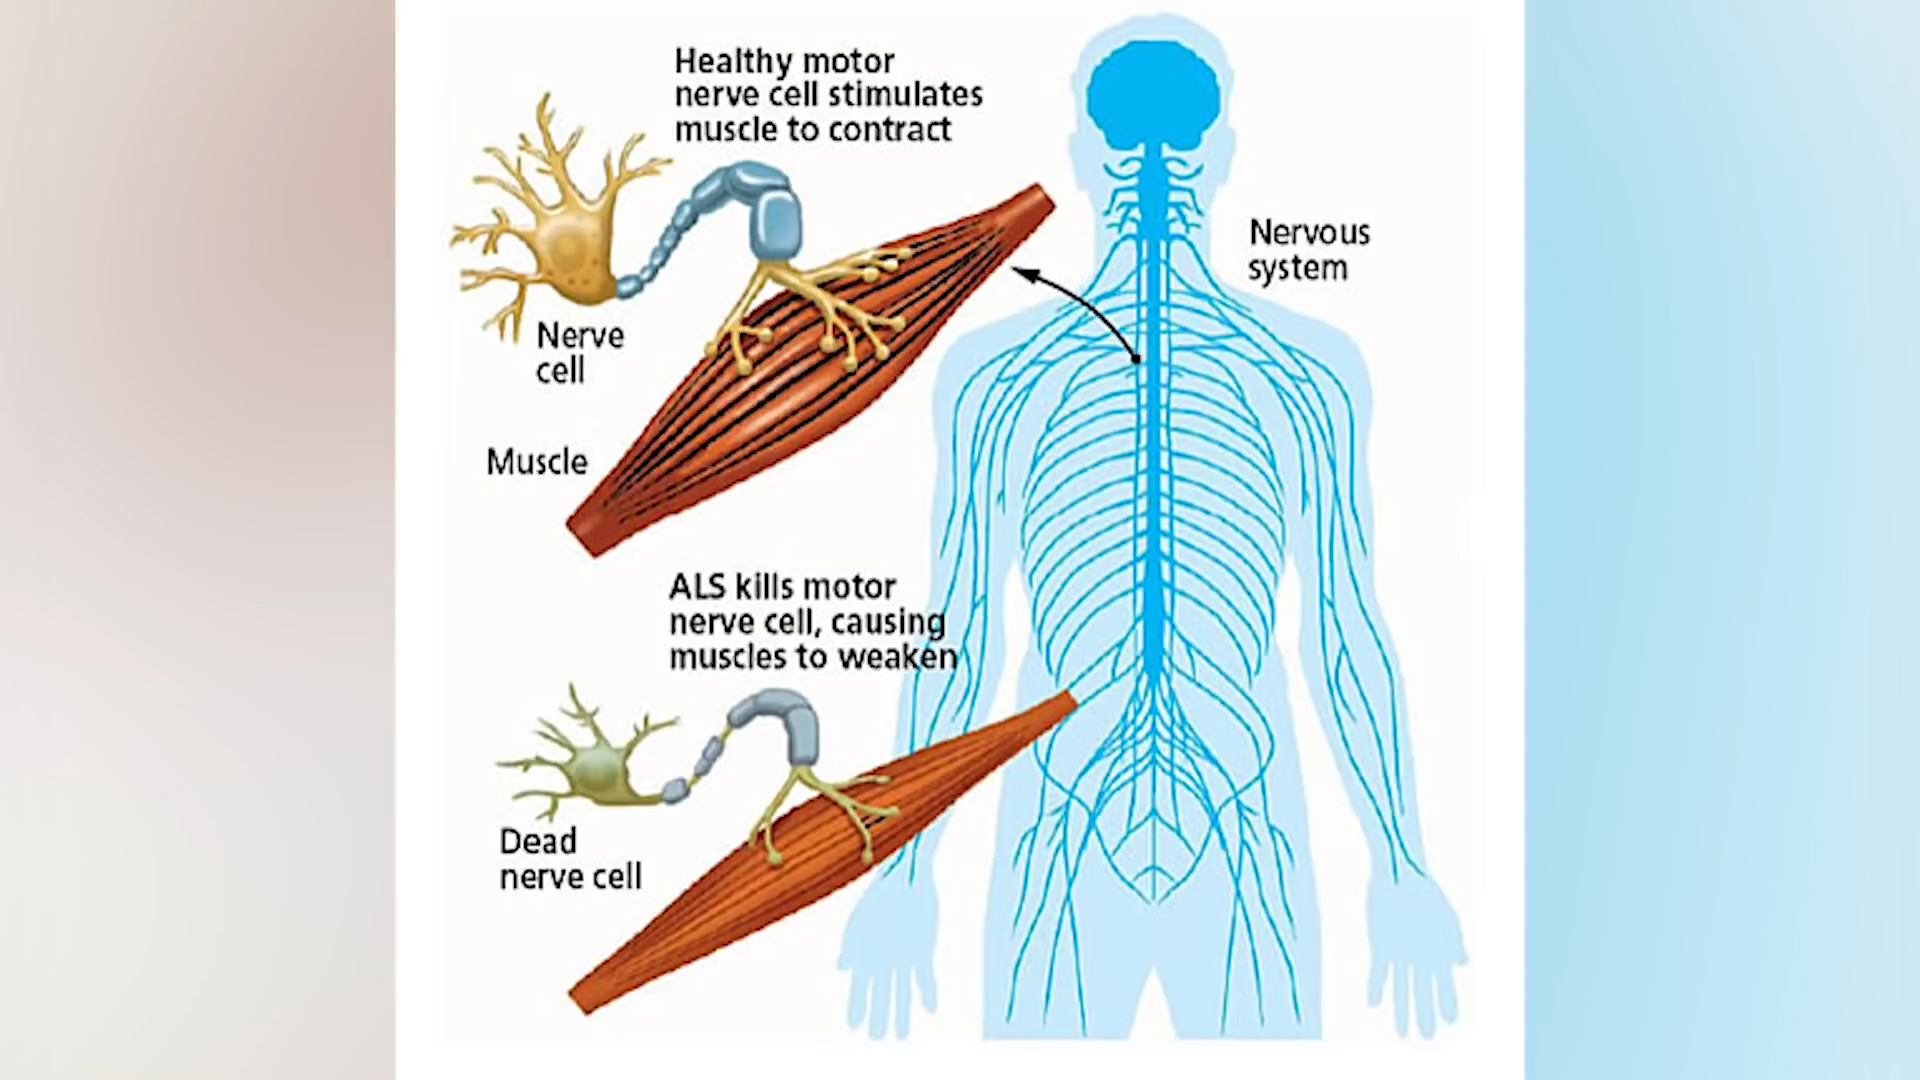 Healthy motor
nerve cell stimulates
muscle to contract
Nervous
system
Nerve
cell
Muscle
ALS kills motor
nerve cell, causing
muscles to weaken
Dead
nerve cell